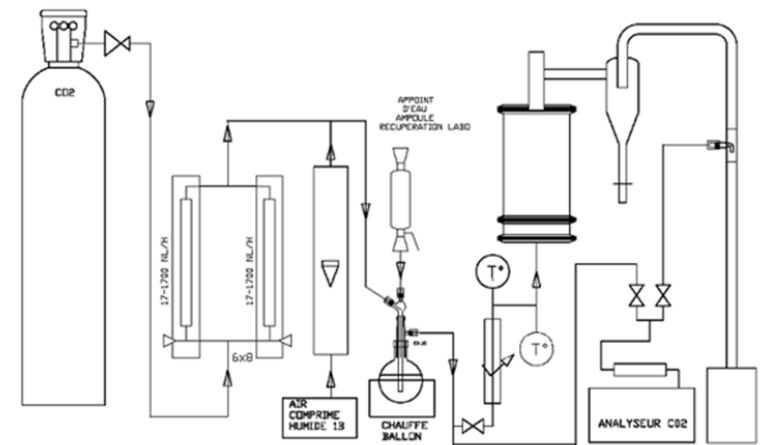 CO2
APPOINT
D'EAU
AMPOULE
RECUPERATION LABO
17-1700 NL/H
17-1700 NL/H
6x8
T°
T°
AIR
COMPRIME
HUMIDE 13
CHAUFFE
BALLON
ANALYSEUR CO2